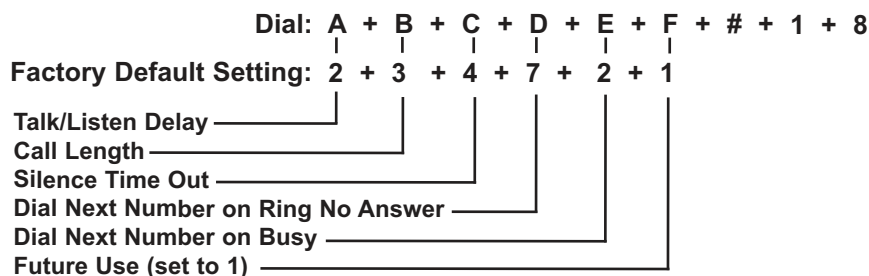 Dial: A + B + C + D + E + F + # + 1 + 8
Factory Default Setting: 2 + 3 + 4 + 7 + 2 + 1
Talk/Listen Delay
Call Length
Silence Time Out
Dial Next Number on Ring No Answer
Dial Next Number on Busy
Future Use (set to 1)